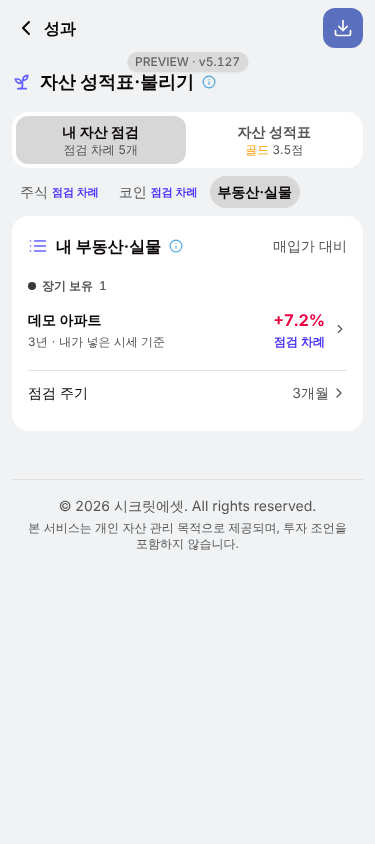 성과
PREVIEW · v5.127
자산 성적표·불리기
내 자산 점검
점검 차례 5개
자산 성적표
골드 3.5점
주식 점검 차례 코인 점검 차례 부동산·실물
내 부동산·실물 매입가 대비
장기 보유 1
데모 아파트 +7.2%
3년 · 내가 넣은 시세 기준 점검 차례
점검 주기 3개월
© 2026 시크릿에셋. All rights reserved.
본 서비스는 개인 자산 관리 목적으로 제공되며, 투자 조언을
포함하지 않습니다.